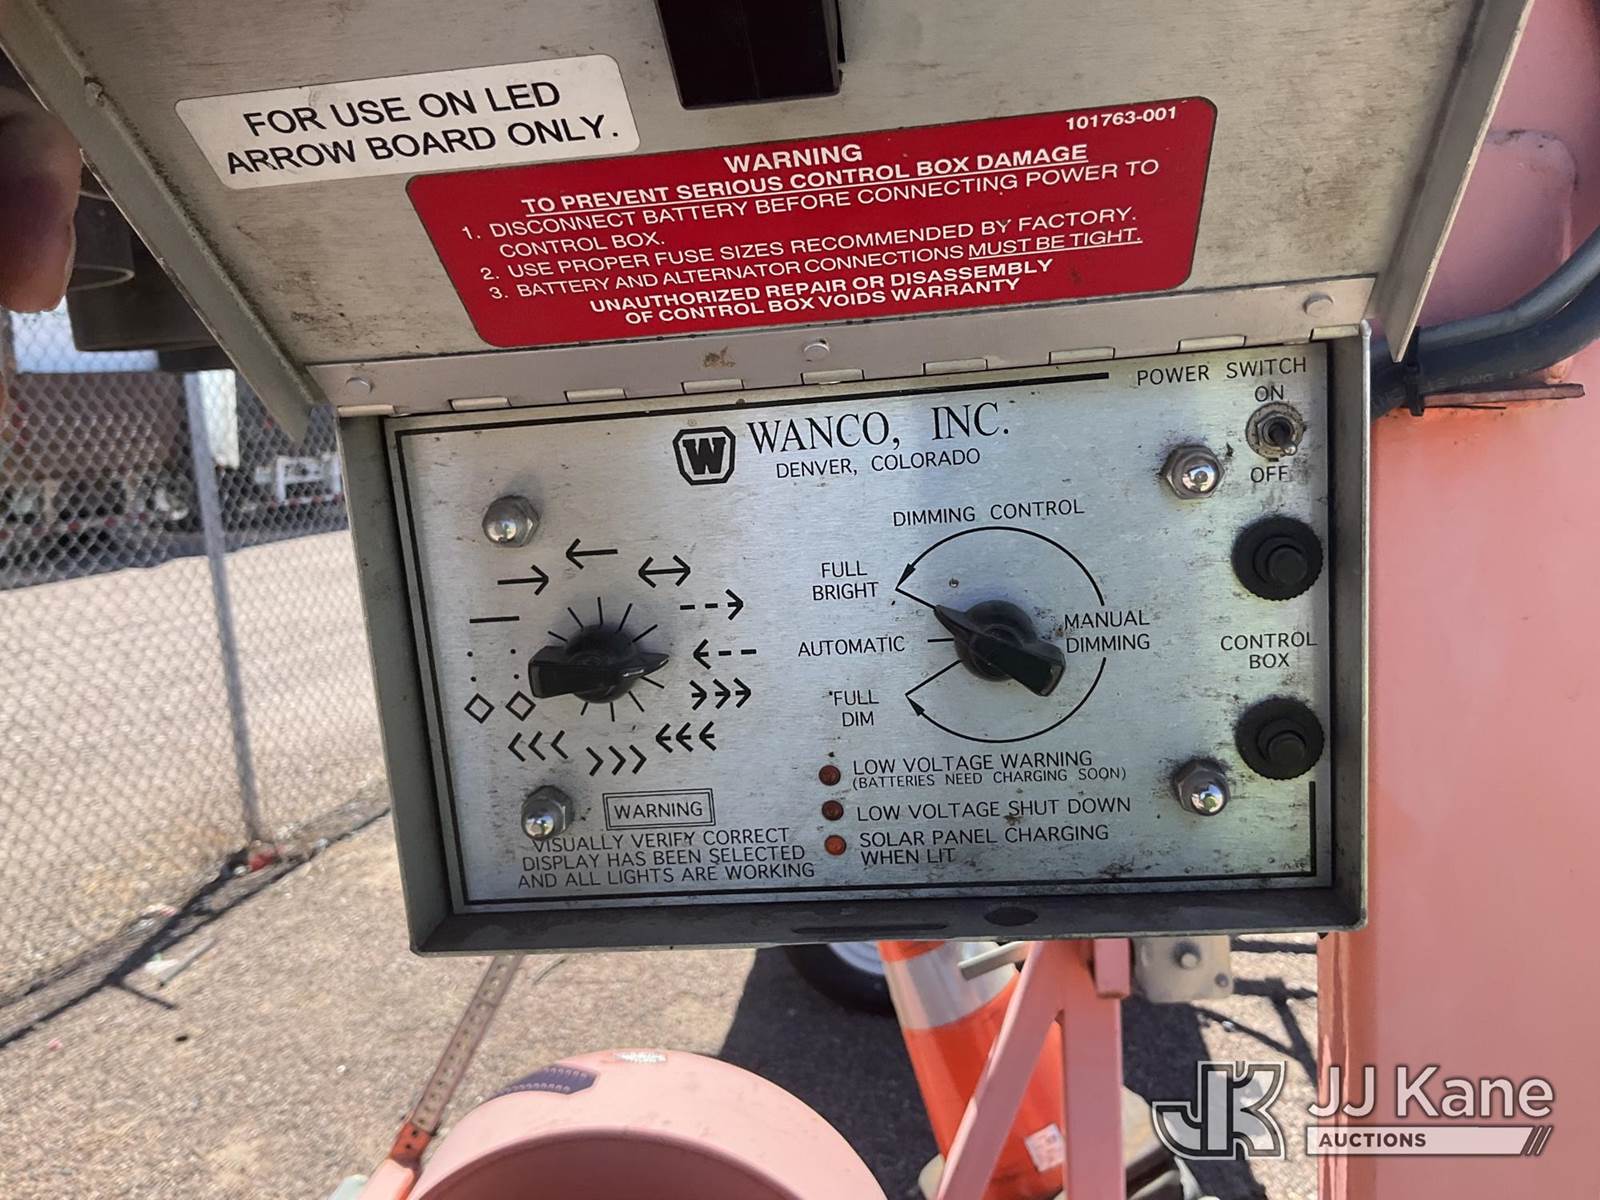 FOR USE ON LED
ARROW BOARD ONLY.
101763-001
WARNING
TO PREVENT SERIOUS CONTROL BOX DAMAGE
1. DISCONNECT BATTERY BEFORE CONNECTING POWER TO
CONTROL BOX.
2. USE PROPER FUSE SIZES RECOMMENDED BY FACTORY.
3. BATTERY AND ALTERNATOR CONNECTIONS MUST BE TIGHT.
UNAUTHORIZED REPAIR OR DISASSEMBLY
OF CONTROL BOX VOIDS WARRANTY
POWER SWITCH
ON
OFF
W
WANCO, INC.
DENVER, COLORADO
DIMMING CONTROL
FULL
BRIGHT
AUTOMATIC
FULL
DIM
MANUAL
DIMMING
CONTROL
BOX
LOW VOLTAGE WARNING
(BATTERIES NEED CHARGING SOON)
LOW VOLTAGE SHUT DOWN
SOLAR PANEL CHARGING
WHEN LIT
WARNING
VISUALLY VERIFY CORRECT
DISPLAY HAS BEEN SELECTED
AND ALL LIGHTS ARE WORKING
JK
JJ Kane
AUCTIONS